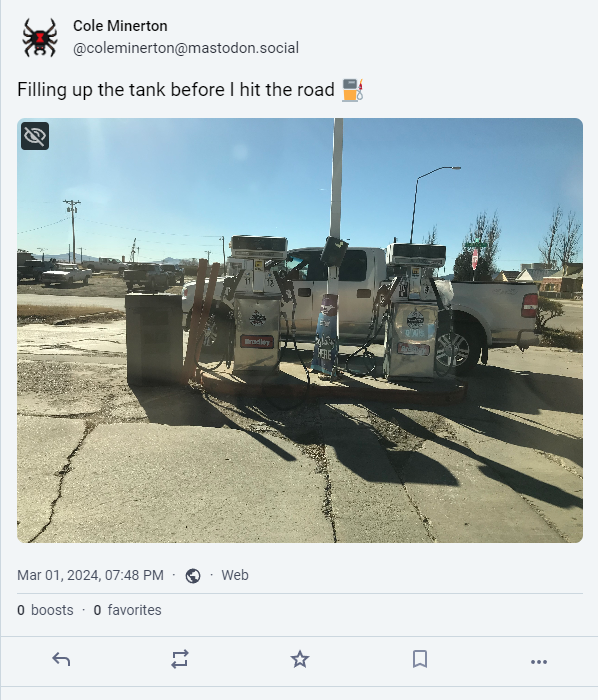 Cole Minerton
@coleminerton@mastodon.social
Filling up the tank before I hit the road
Bradley
Mar 01, 2024, 07:48 PM · Web
0 boosts · 0 favorites